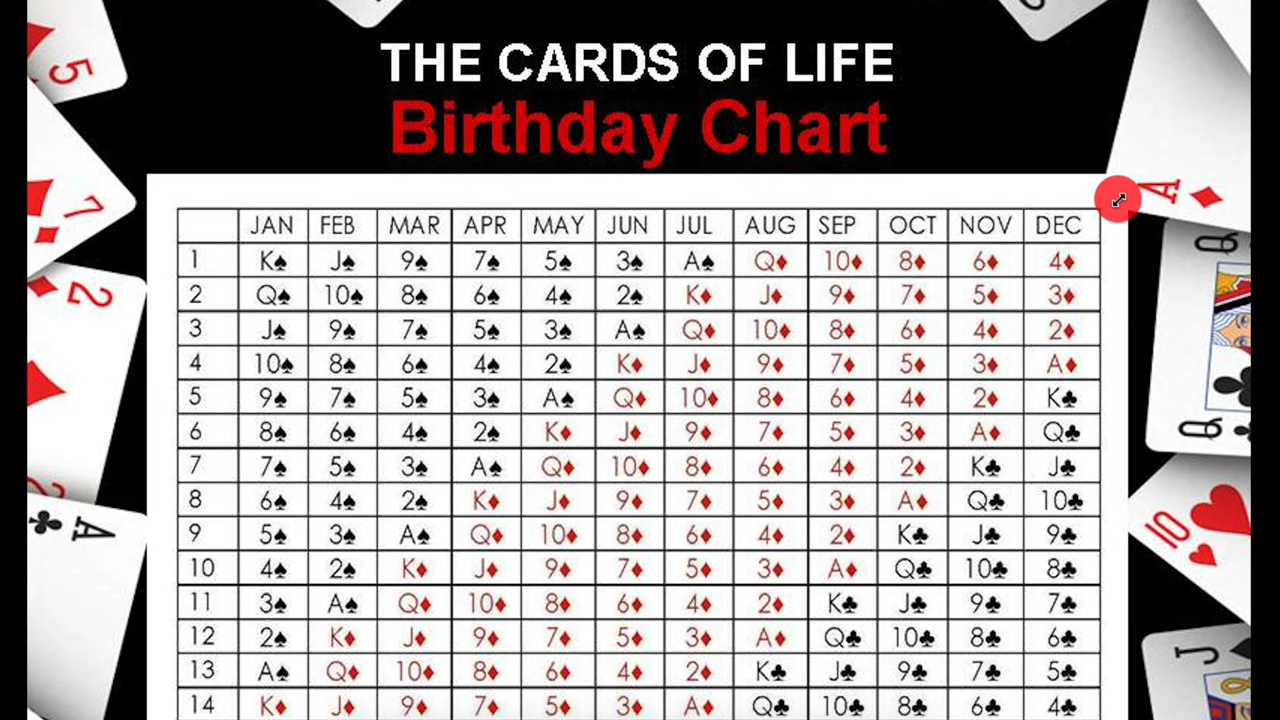 THE CARDS OF LIFE
Birthday Chart
JAN FEB MAR APR MAY JUN JUL AUG SEP OCT NOV DEC
1 K♠ J♠ 9♠ 7♠ 5♠ 3♠ A♠ Q♦ 10♦ 8♦ 6♦ 4♦
2 Q♠ 10♠ 8♠ 6♠ 4♠ 2♠ K♦ J♦ 9♦ 7♦ 5♦ 3♦
3 J♠ 9♠ 7♠ 5♠ 3♠ A♠ Q♦ 10♦ 8♦ 6♦ 4♦ 2♦
4 10♠ 8♠ 6♠ 4♠ 2♠ K♦ J♦ 9♦ 7♦ 5♦ 3♦ A♦
5 9♠ 7♠ 5♠ 3♠ A♠ Q♦ 10♦ 8♦ 6♦ 4♦ 2♦ K♣
6 8♠ 6♠ 4♠ 2♠ K♦ J♦ 9♦ 7♦ 5♦ 3♦ A♦ Q♣
7 7♠ 5♠ 3♠ A♠ Q♦ 10♦ 8♦ 6♦ 4♦ 2♦ K♣ J♣
8 6♠ 4♠ 2♠ K♦ J♦ 9♦ 7♦ 5♦ 3♦ A♦ Q♣ 10♣
9 5♠ 3♠ A♠ Q♦ 10♦ 8♦ 6♦ 4♦ 2♦ K♣ J♣ 9♣
10 4♠ 2♠ K♦ J♦ 9♦ 7♦ 5♦ 3♦ A♦ Q♣ 10♣ 8♣
11 3♠ A♠ Q♦ 10♦ 8♦ 6♦ 4♦ 2♦ K♣ J♣ 9♣ 7♣
12 2♠ K♦ J♦ 9♦ 7♦ 5♦ 3♦ A♦ Q♣ 10♣ 8♣ 6♣
13 A♠ Q♦ 10♦ 8♦ 6♦ 4♦ 2♦ K♣ J♣ 9♣ 7♣ 5♣
14 K♦ J♦ 9♦ 7♦ 5♦ 3♦ A♦ Q♣ 10♣ 8♣ 6♣ 4♣
5
7
2
2
A
A
Q
Q
10
J